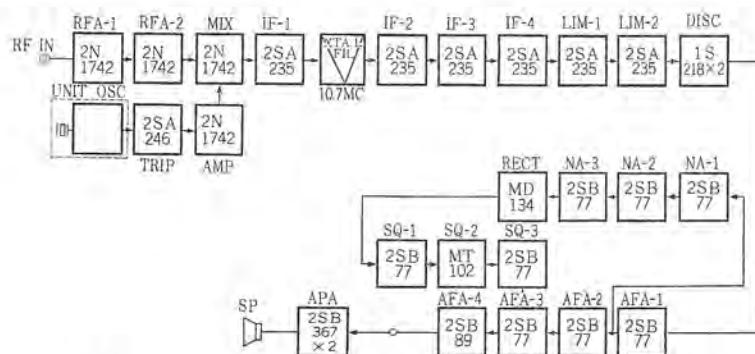 RFA-1 RFA-2 MIX IF-1 IF-2 IF-3 IF-4 LIM-1 LIM-2 DISC
RF IN
2N 1742
2N 1742
2N 1742
2SA 235
XTAL FIL
10.7MC
2SA 235
2SA 235
2SA 235
2SA 235
2SA 235
1S 218×2
UNIT OSC
2SA 246
2N 1742
TRIP AMP
RECT NA-3 NA-2 NA-1
MD 134
2SB 77
2SB 77
2SB 77
SQ-1 SQ-2 SQ-3
2SB 77
MT 102
2SB 77
SP APA AFA-4 AFA-3 AFA-2 AFA-1
2SB 367 ×2
2SB 89
2SB 77
2SB 77
2SB 77